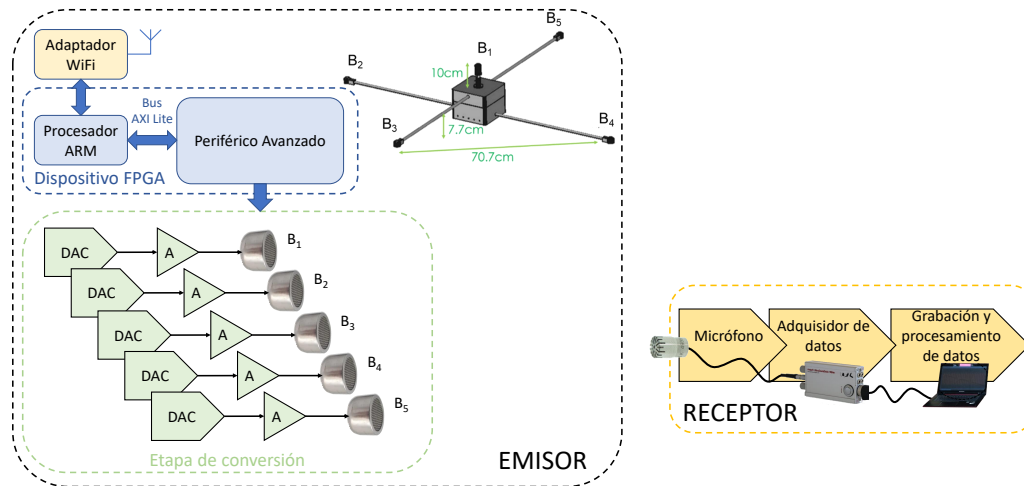 Adaptador
WiFi
Procesador
ARM
Bus
AXI Lite
Periférico Avanzado
Dispositivo FPGA
B5
B1
10cm
B2
B3
7.7cm
B4
70.7cm
DAC
A
B1
DAC
A
B2
DAC
A
B3
DAC
A
B4
DAC
A
B5
Etapa de conversión
EMISOR
Micrófono
Adquisidor de
datos
Grabación y
procesamiento
de datos
RECEPTOR